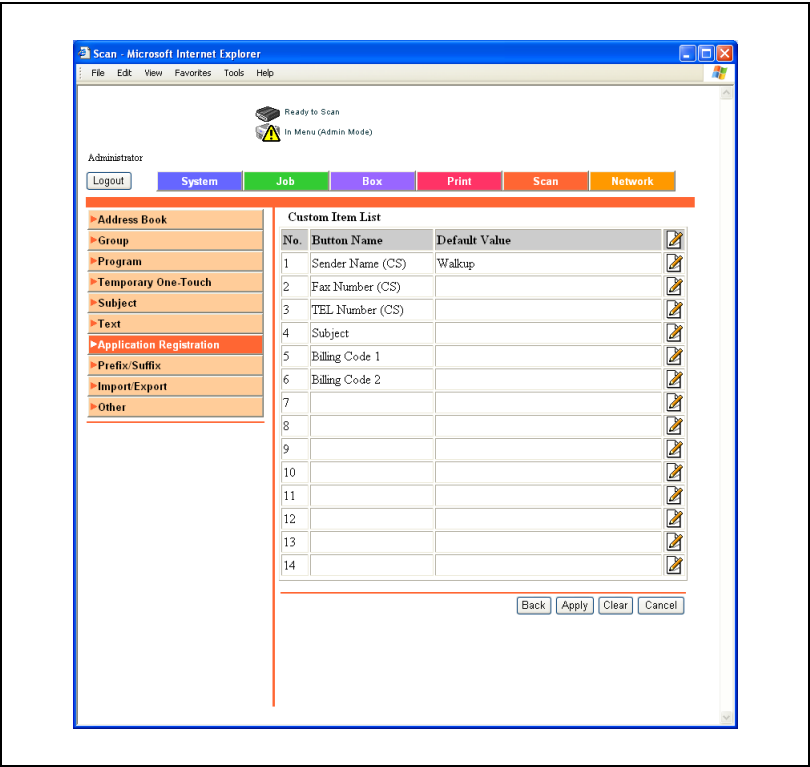 Scan - Microsoft Internet Explorer
File Edit View Favorites Tools Help
Ready to Scan
In Menu (Admin Mode)
Administrator
Logout System Job Box Print Scan Network
Address Book
Group
Program
Temporary One-Touch
Subject
Text
Application Registration
Prefix/Suffix
Import/Export
Other
Custom Item List
No. Button Name Default Value
1 Sender Name (CS) Walkup
2 Fax Number (CS)
3 TEL Number (CS)
4 Subject
5 Billing Code 1
6 Billing Code 2
7
8
9
10
11
12
13
14
Back Apply Clear Cancel